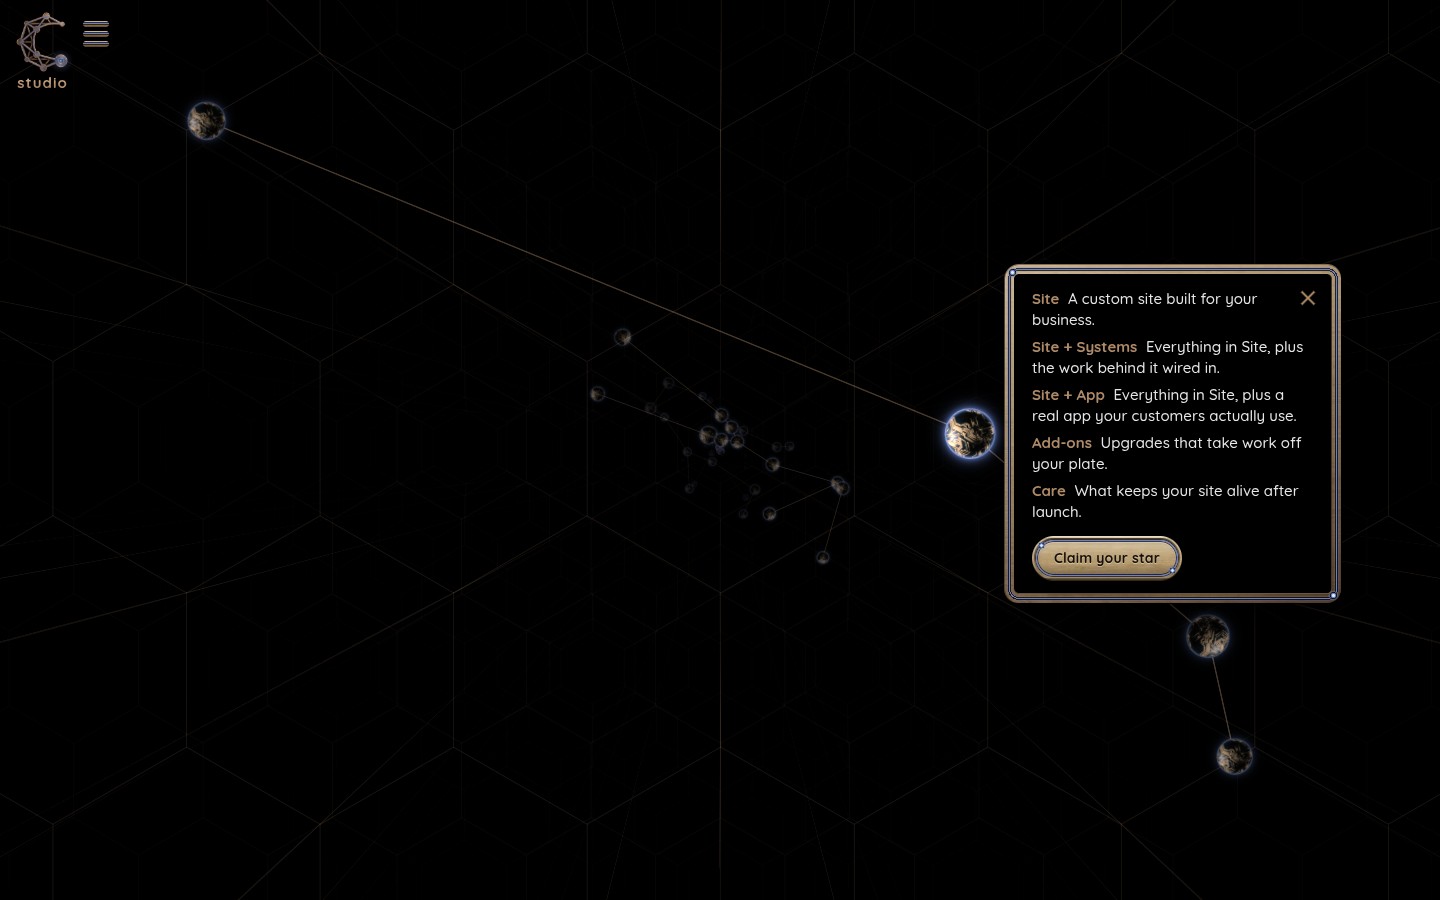 studio
Site A custom site built for your
business.
Site + Systems Everything in Site, plus
the work behind it wired in.
Site + App Everything in Site, plus a
real app your customers actually use.
Add-ons Upgrades that take work off
your plate.
Care What keeps your site alive after
launch.
Claim your star